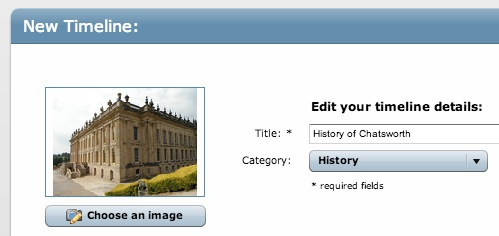 New Timeline:
Edit your timeline details:
Title: * History of Chatsworth
Category: History
* required fields
Choose an image